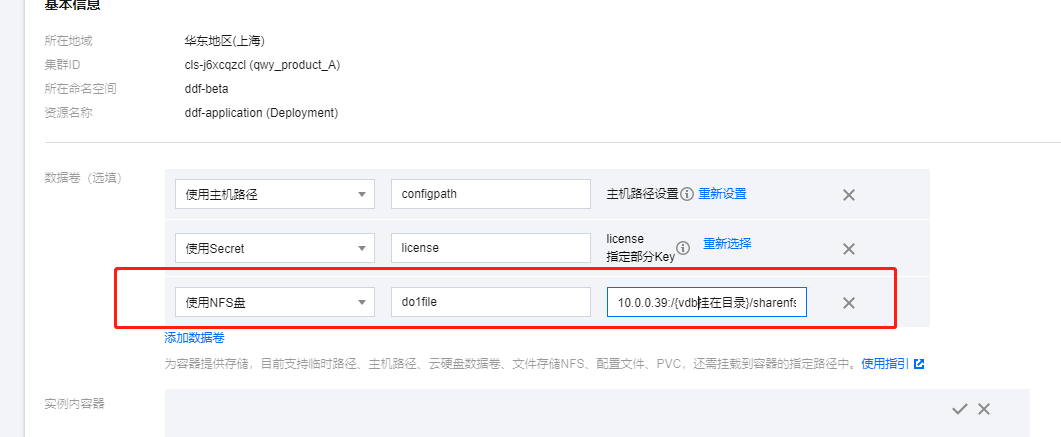 基本信息
所在地域 华东地区(上海)
集群ID cls-j6xcqzcl (qwy_product_A)
所在命名空间 ddf-beta
资源名称 ddf-application (Deployment)
数据卷（选填）
使用主机路径 configpath 主机路径设置 重新设置
使用Secret license license 指定部分Key 重新选择
使用NFS盘 do1file 10.0.0.39:/{vdb挂在目录}/sharenfs
添加数据卷
为容器提供存储，目前支持临时路径、主机路径、云硬盘数据卷、文件存储NFS、配置文件、PVC，还需挂载到容器的指定路径中。使用指引
实例内容器